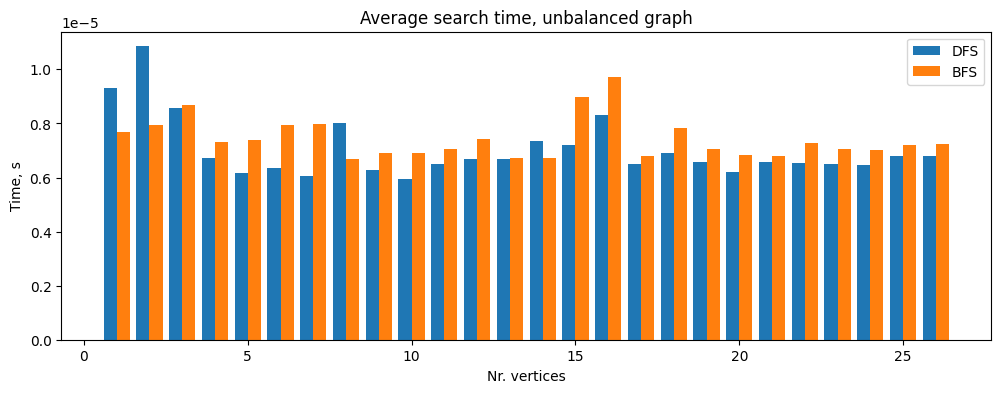 Average search time, unbalanced graph
1e−5
DFS
BFS
1.0
0.8
0.6
0.4
0.2
0.0
Time, s
0 5 10 15 20 25
Nr. vertices